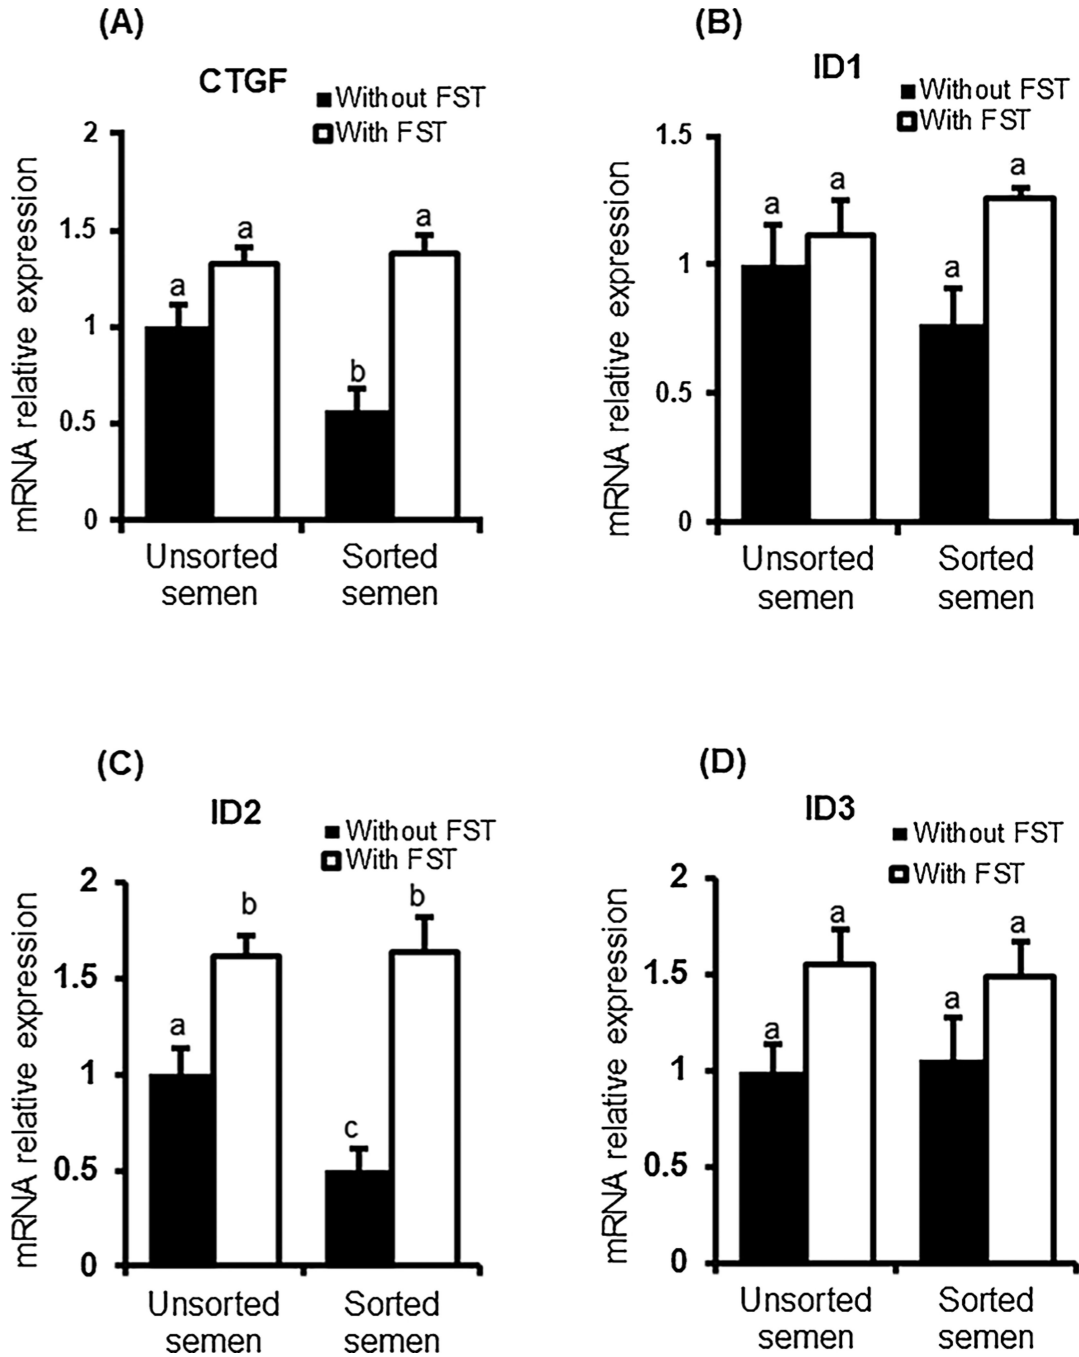 (A)
CTGF
Without FST
With FST
mRNA relative expression
2
1.5
1
0.5
0
a
a
b
a
Unsorted semen
Sorted semen
(B)
ID1
Without FST
With FST
mRNA relative expression
1.5
1
0.5
0
a
a
a
a
Unsorted semen
Sorted semen
(C)
ID2
Without FST
With FST
mRNA relative expression
2
1.5
1
0.5
0
a
b
c
b
Unsorted semen
Sorted semen
(D)
ID3
Without FST
With FST
mRNA relative expression
2
1.5
1
0.5
0
a
a
a
a
Unsorted semen
Sorted semen